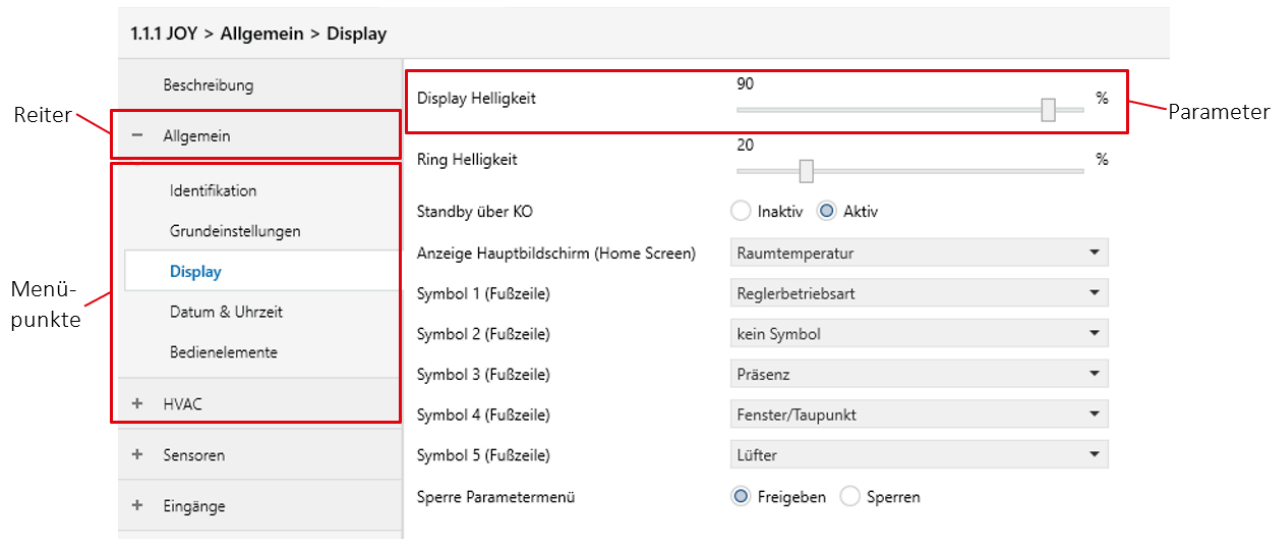 1.1.1 JOY > Allgemein > Display
Beschreibung
Reiter
− Allgemein
Identifikation
Grundeinstellungen
Display
Menü-
punkte
Datum & Uhrzeit
Bedienelemente
+ HVAC
+ Sensoren
+ Eingänge
Display Helligkeit 90 %
Parameter
Ring Helligkeit 20 %
Standby über KO Inaktiv Aktiv
Anzeige Hauptbildschirm (Home Screen) Raumtemperatur
Symbol 1 (Fußzeile) Reglerbetriebsart
Symbol 2 (Fußzeile) kein Symbol
Symbol 3 (Fußzeile) Präsenz
Symbol 4 (Fußzeile) Fenster/Taupunkt
Symbol 5 (Fußzeile) Lüfter
Sperre Parametermenü Freigeben Sperren